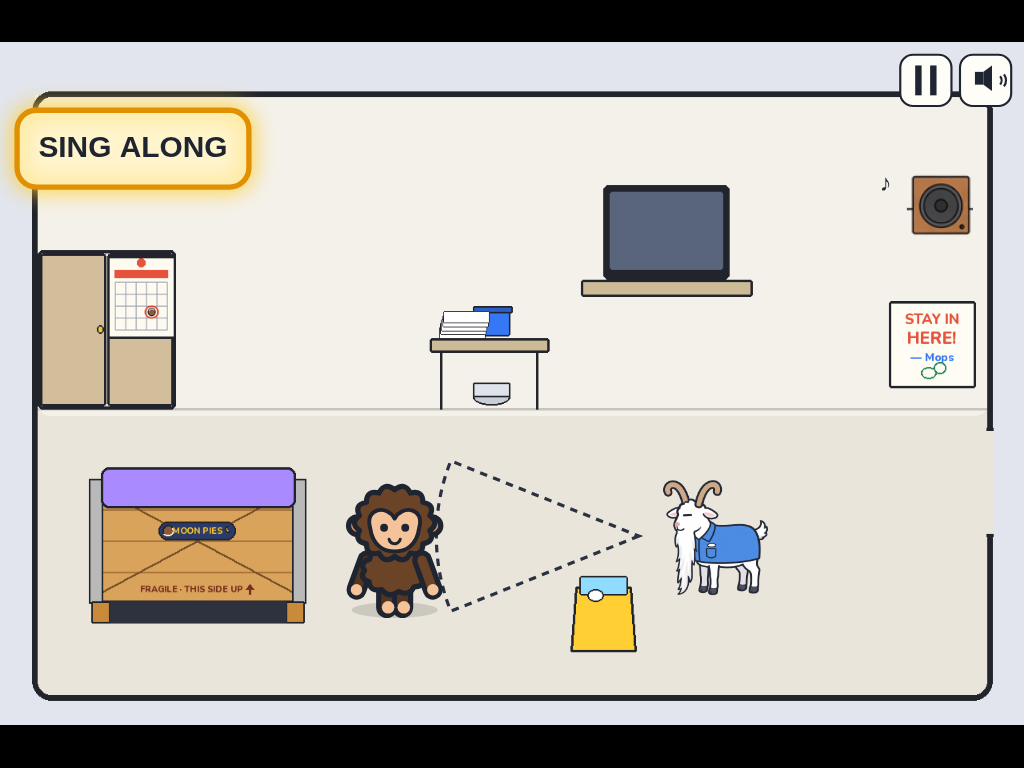 SING ALONG
STAY IN
HERE!
— Mops
MOON PIES
FRAGILE · THIS SIDE UP